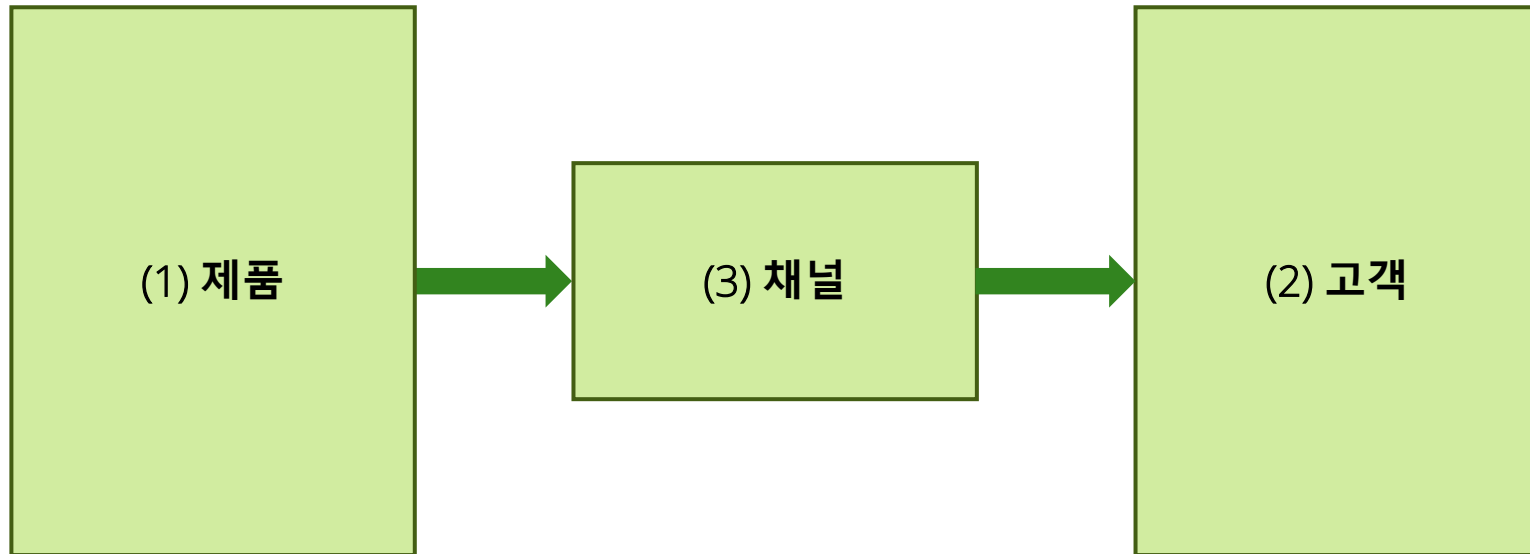 (1) 제품
(3) 채널
(2) 고객